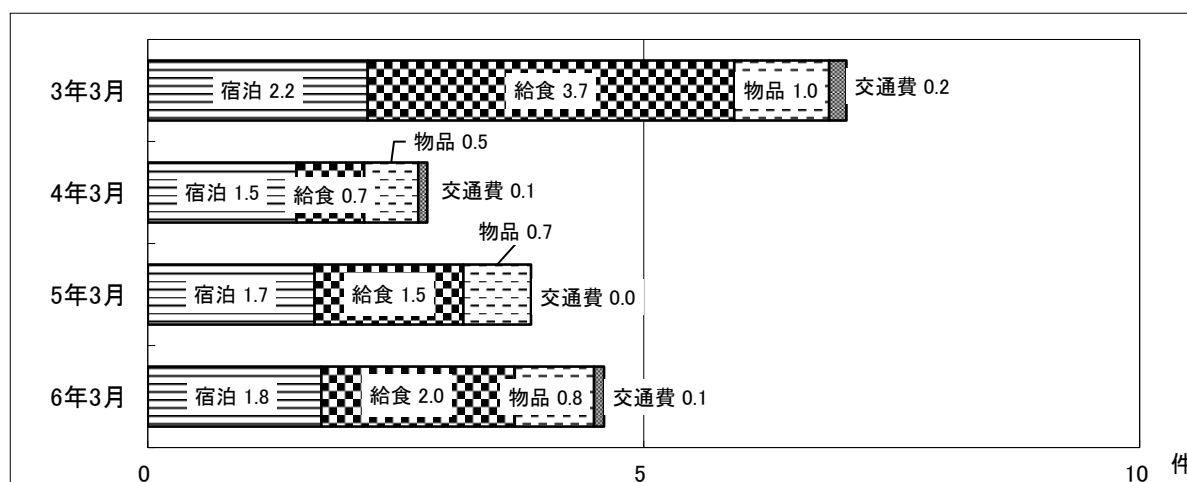 3年3月 宿泊 2.2 給食 3.7 物品 1.0 交通費 0.2
物品 0.5
4年3月 宿泊 1.5 給食 0.7 交通費 0.1
物品 0.7
5年3月 宿泊 1.7 給食 1.5 交通費 0.0
6年3月 宿泊 1.8 給食 2.0 物品 0.8 交通費 0.1
0 5 10 件